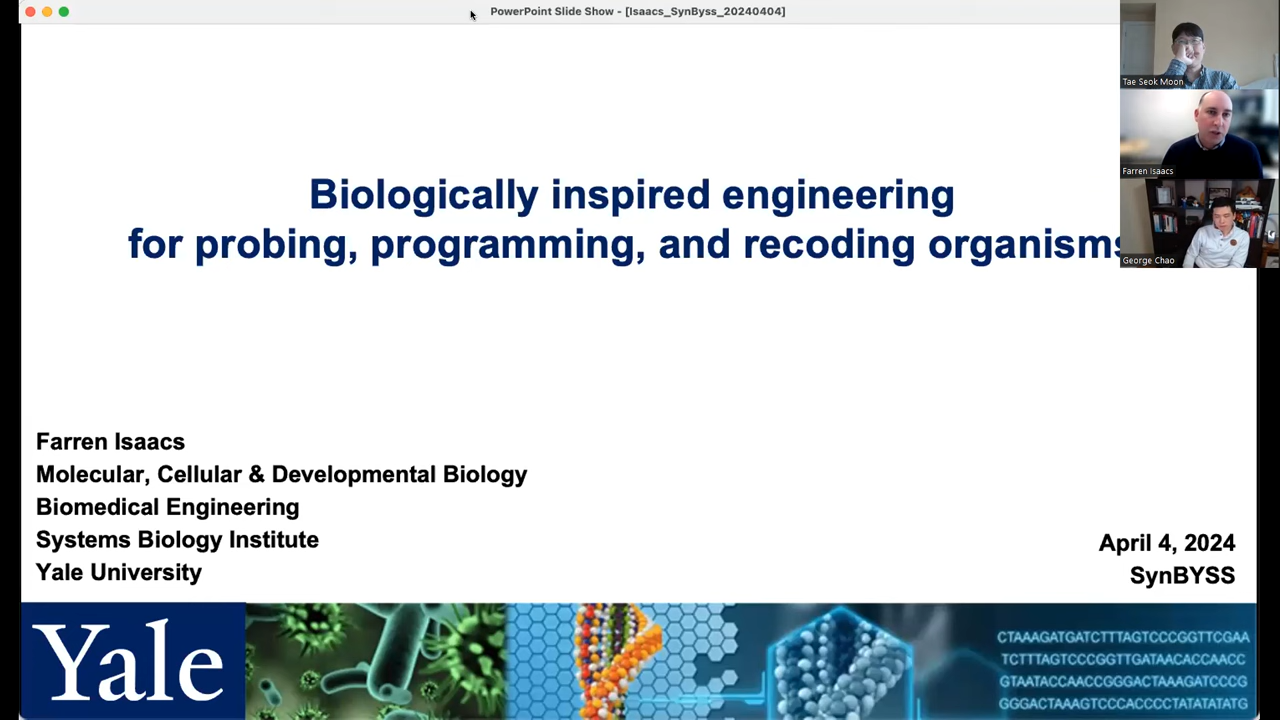 PowerPoint Slide Show - [Isaacs_SynByss_20240404]
Tae Seok Moon
Farren Isaacs
George Chao
Biologically inspired engineering
for probing, programming, and recoding organisms
Farren Isaacs
Molecular, Cellular & Developmental Biology
Biomedical Engineering
Systems Biology Institute
Yale University
April 4, 2024
SynBYSS
Yale
CTAAAGATGATCTTTAGTCCCGGTTCGAA
TCTTTAGTCCCGGTTGATAACACCAACC
GTAATACCAACCGGGACTAAAGATCCCG
GGGACTAAAGTCCCACCCCTATATATATG